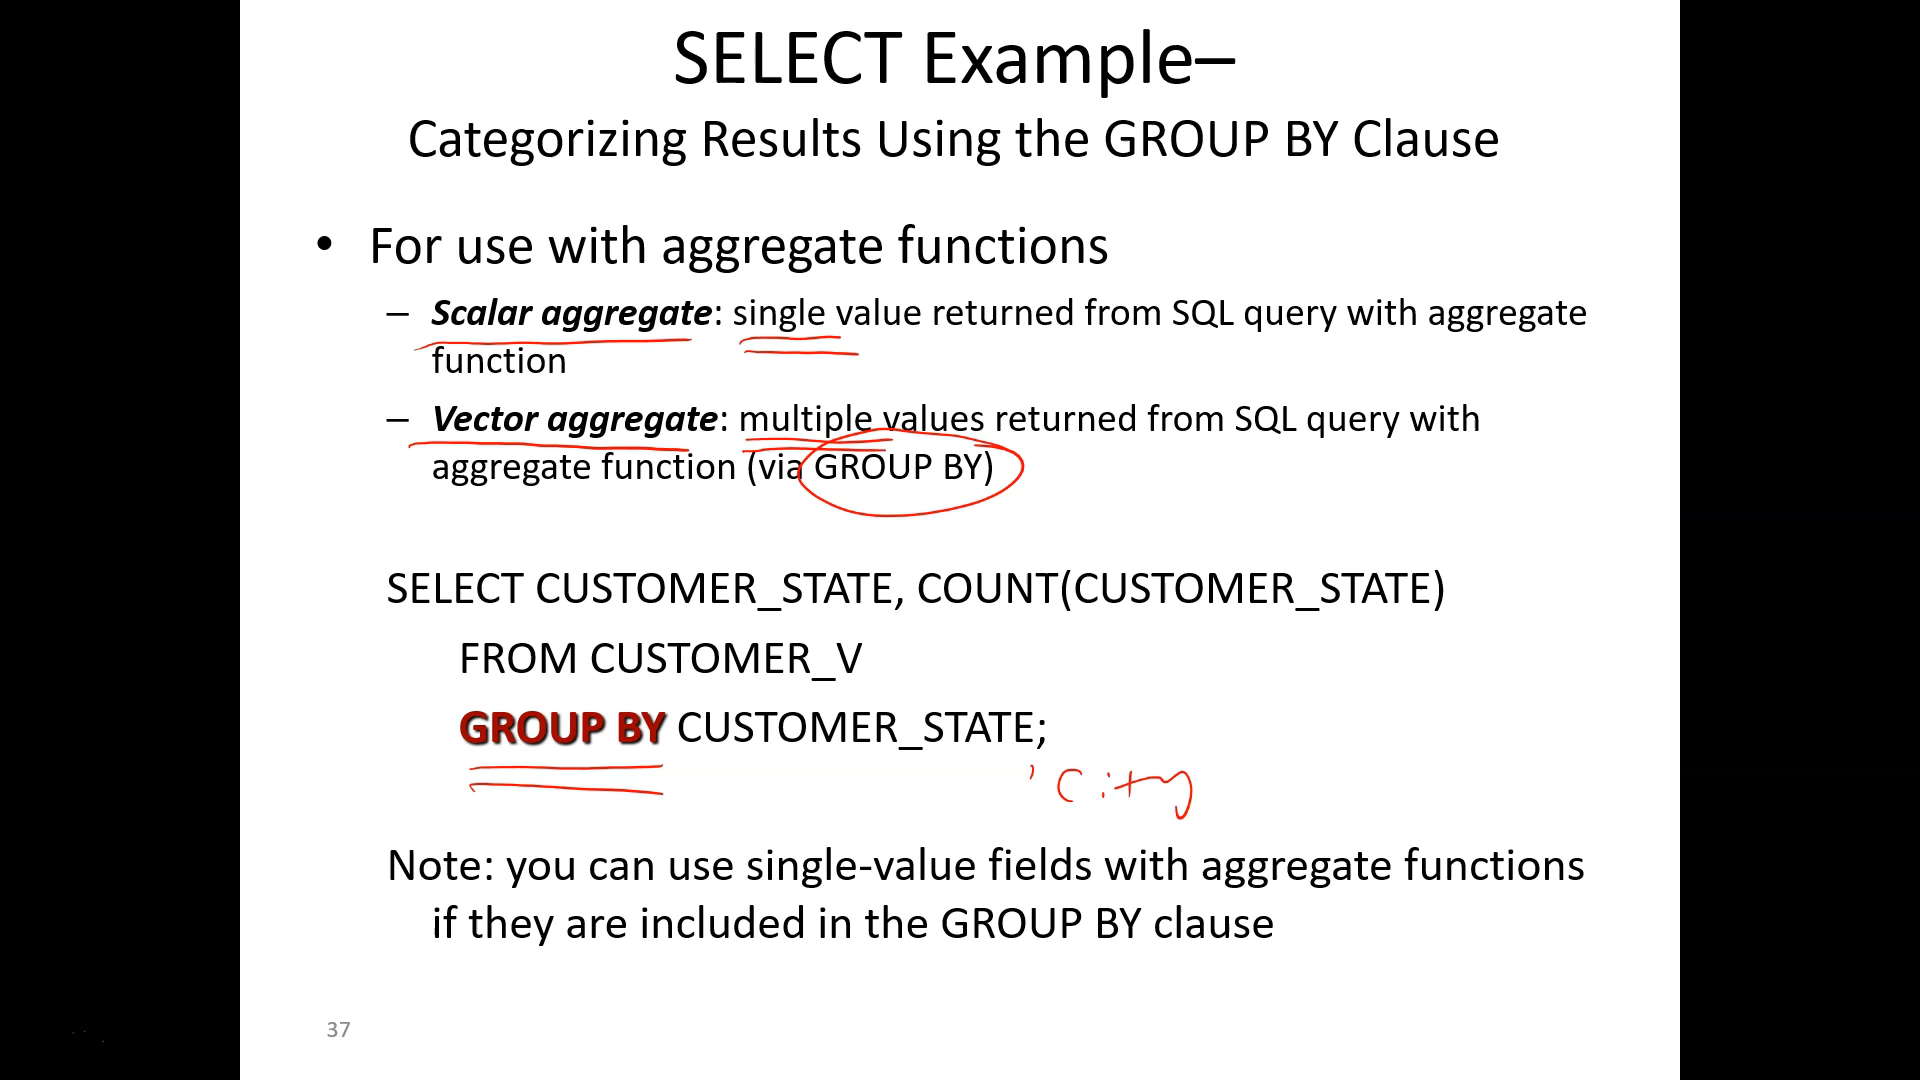 SELECT Example–
Categorizing Results Using the GROUP BY Clause
• For use with aggregate functions
– Scalar aggregate: single value returned from SQL query with aggregate
function
– Vector aggregate: multiple values returned from SQL query with
aggregate function (via GROUP BY)
SELECT CUSTOMER_STATE, COUNT(CUSTOMER_STATE)
FROM CUSTOMER_V
GROUP BY CUSTOMER_STATE;
, City
Note: you can use single-value fields with aggregate functions
if they are included in the GROUP BY clause
37